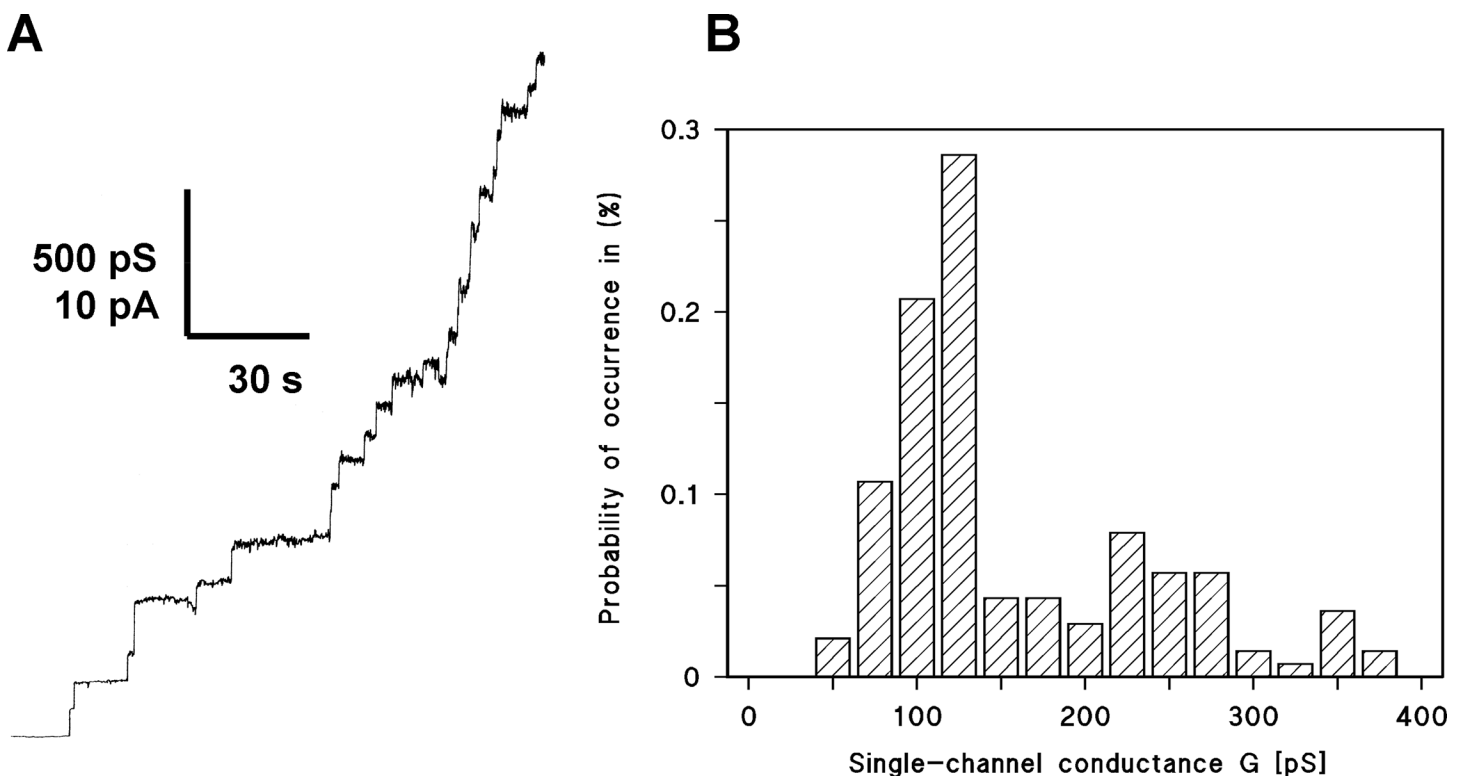 A
500 pS
10 pA
30 s
B
Probability of occurrence in (%)
0.3
0.2
0.1
0
0 100 200 300 400
Single-channel conductance G [pS]